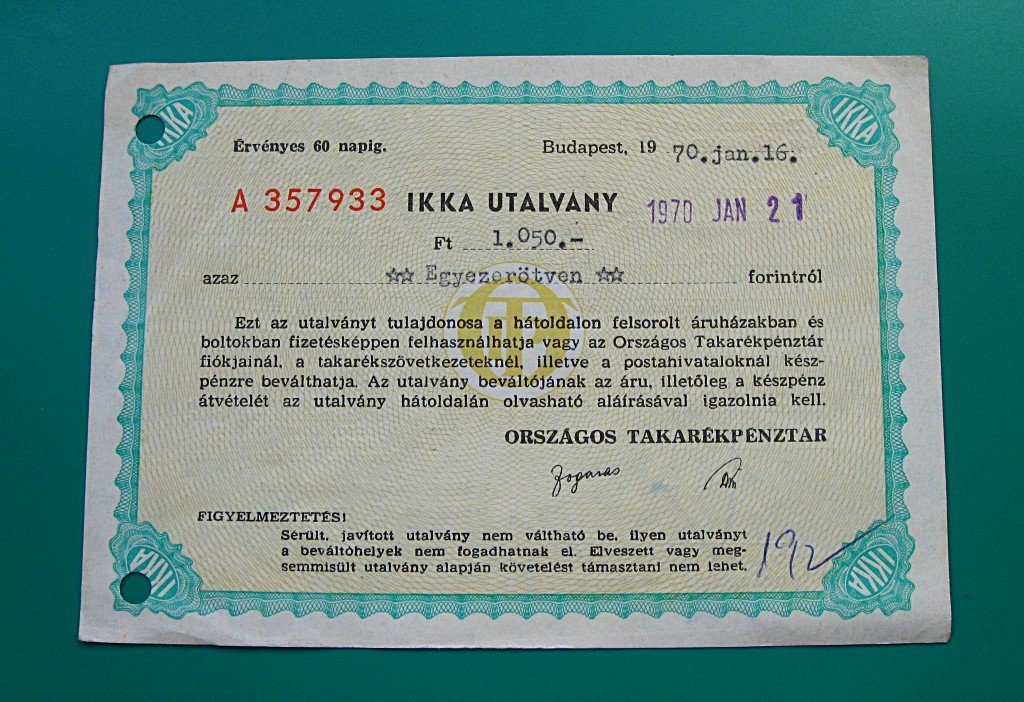 IKKA
IKKA
Érvényes 60 napig.
Budapest, 19 70.jan.16.
A 357933 IKKA UTALVÁNY 1970 JAN 21
Ft 1.050.-
azaz ☆☆ Egyezerötven ☆☆ forintról
OTP
Ezt az utalványt tulajdonosa a hátoldalon felsorolt áruházakban és
boltokban fizetésképpen felhasználhatja vagy az Országos Takarékpénztár
fiókjainál, a takarékszövetkezeteknél, illetve a postahivataloknál kész-
pénzre beválthatja. Az utalvány beváltójának az áru, illetőleg a készpénz
átvételét az utalvány hátoldalán olvasható aláírásával igazolnia kell.
ORSZÁGOS TAKARÉKPÉNZTAR
Fogaras
FIGYELMEZTETÉS!
Sérült, javított utalvány nem váltható be, ilyen utalványt
a beváltóhelyek nem fogadhatnak el. Elveszett vagy meg-
semmisült utalvány alapján követelést támasztani nem lehet.
192
IKKA
IKKA